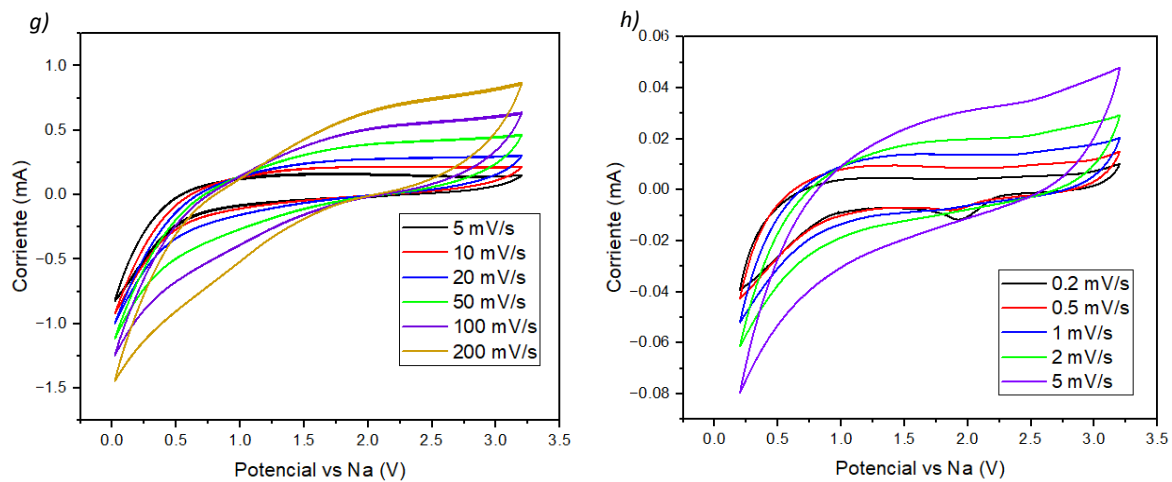 g)
Corriente (mA)
1.0
0.5
0.0
−0.5
−1.0
−1.5
5 mV/s
10 mV/s
20 mV/s
50 mV/s
100 mV/s
200 mV/s
0.0 0.5 1.0 1.5 2.0 2.5 3.0 3.5
Potencial vs Na (V)
h)
Corriente (mA)
0.06
0.04
0.02
0.00
−0.02
−0.04
−0.06
−0.08
0.2 mV/s
0.5 mV/s
1 mV/s
2 mV/s
5 mV/s
0.0 0.5 1.0 1.5 2.0 2.5 3.0 3.5
Potencial vs Na (V)